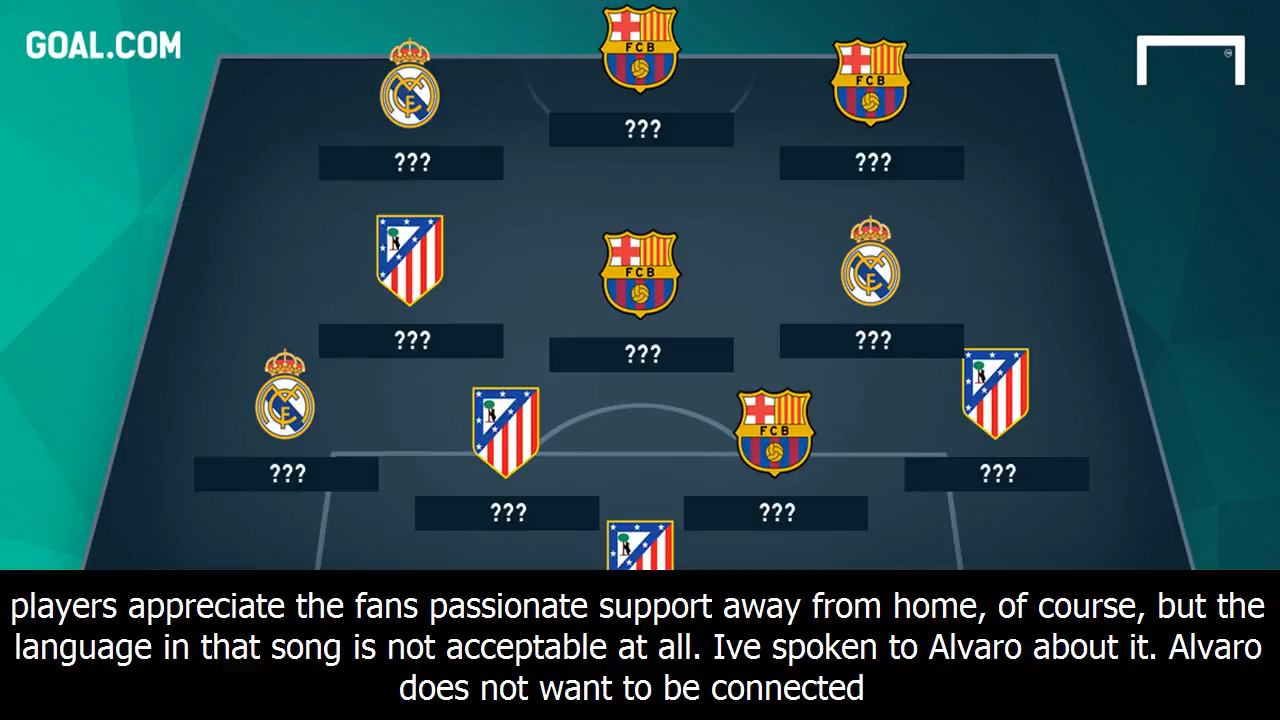 GOAL.COM
FCB
FCB
???
???
???
FCB
???
???
???
FCB
???
???
???
???
players appreciate the fans passionate support away from home, of course, but the
language in that song is not acceptable at all. Ive spoken to Alvaro about it. Alvaro
does not want to be connected